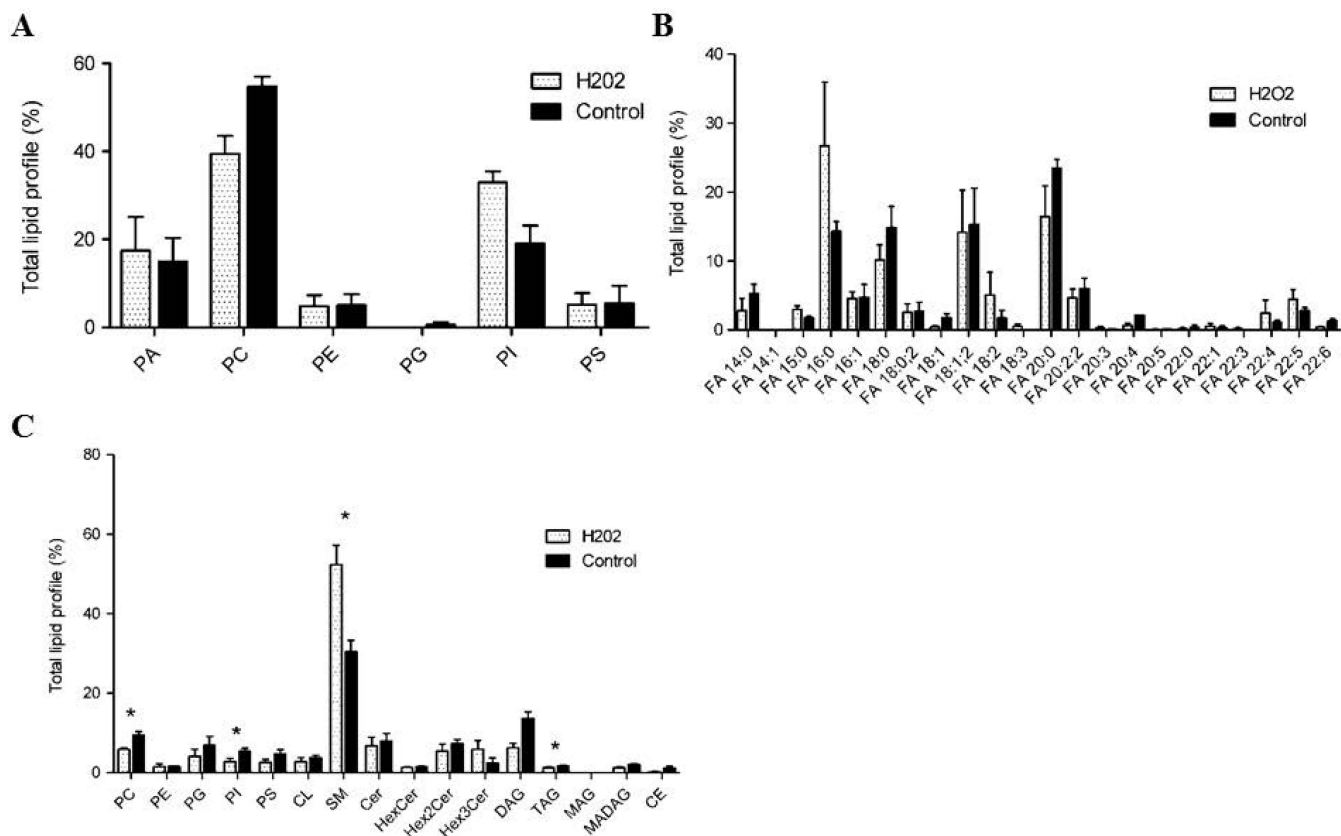 A
Total lipid profile (%)
60
40
20
0
H202
Control
PA
PC
PE
PG
PI
PS
B
Total lipid profile (%)
40
30
20
10
0
H2O2
Control
FA 14:0
FA 14:1
FA 15:0
FA 16:0
FA 16:1
FA 18:0
FA 18:0:2
FA 18:1
FA 18:1:2
FA 18:2
FA 18:3
FA 20:0
FA 20:2:2
FA 20:3
FA 20:4
FA 20:5
FA 22:0
FA 22:1
FA 22:3
FA 22:4
FA 22:5
FA 22:6
C
Total lipid profile (%)
80
60
40
20
0
H202
Control
*
*
*
*
PC
PE
PG
PI
PS
CL
SM
Cer
HexCer
Hex2Cer
Hex3Cer
DAG
TAG
MAG
MADAG
CE